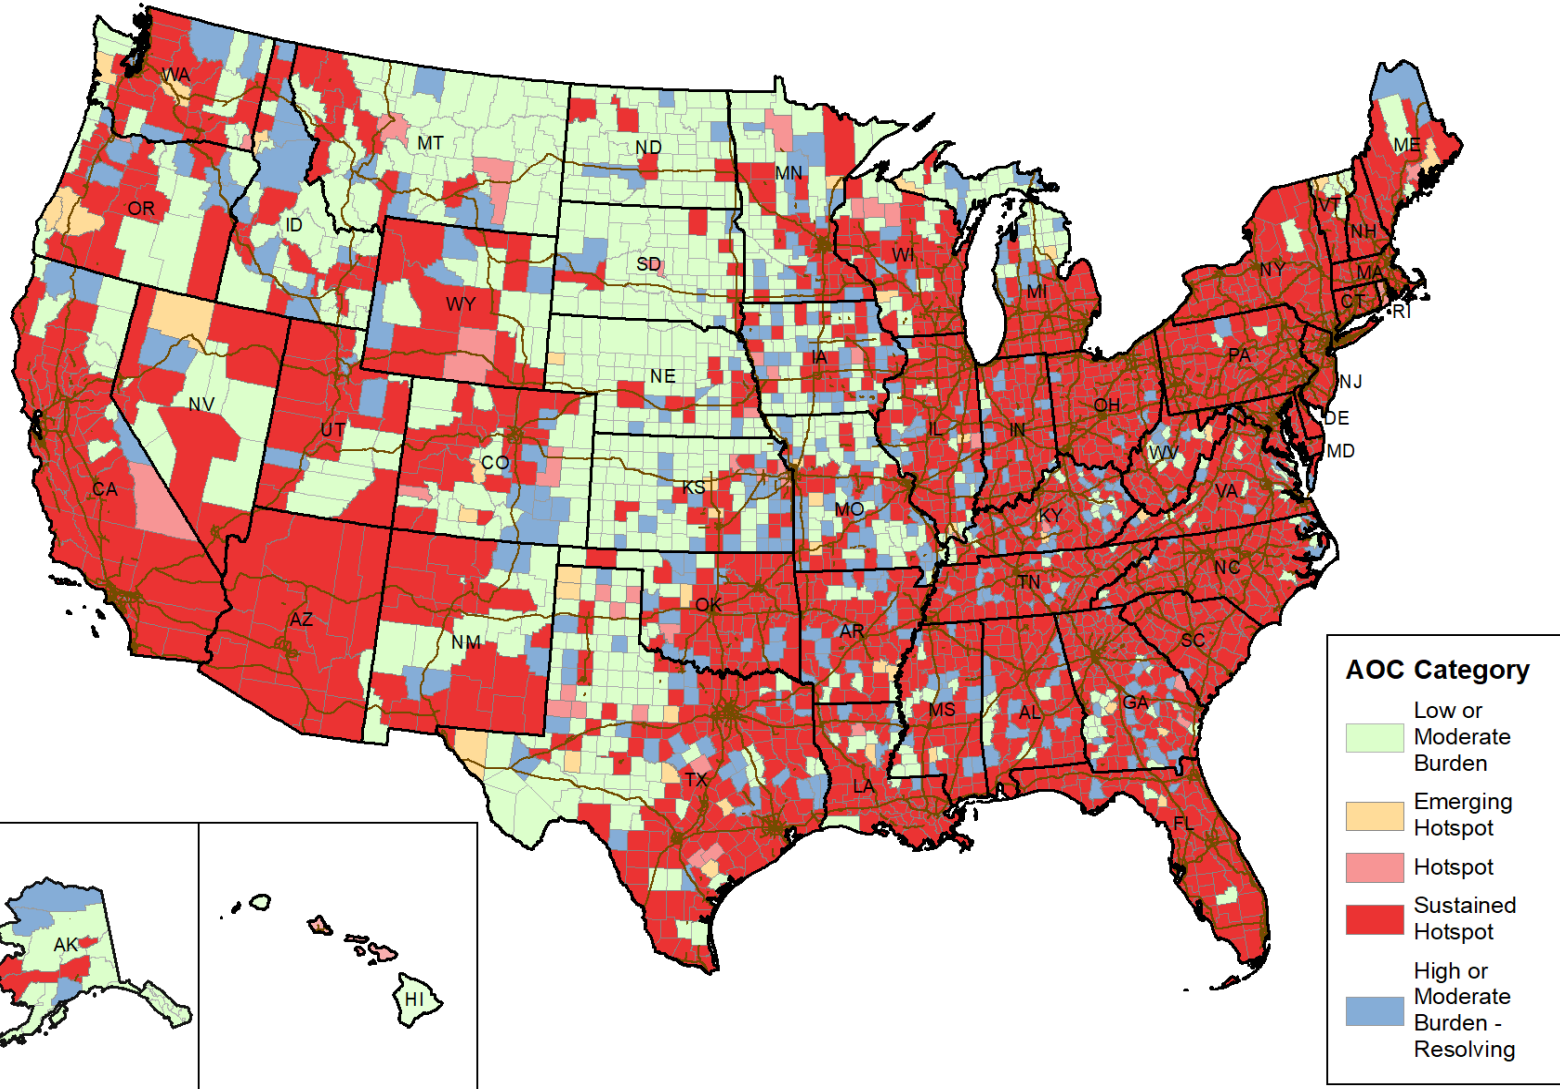 WA
MT
ND
MN
ME
OR
ID
SD
WI
VT
NH
NY
MA
CT
RI
WY
MI
IA
PA
NE
NJ
NV
UT
OH
DE
IL
IN
MD
CO
WV
CA
KS
VA
MO
KY
NC
TN
OK
AZ
AR
NM
SC
MS
AL
GA
TX
LA
FL
AK
HI
AOC Category
Low or
Moderate
Burden
Emerging
Hotspot
Hotspot
Sustained
Hotspot
High or
Moderate
Burden -
Resolving